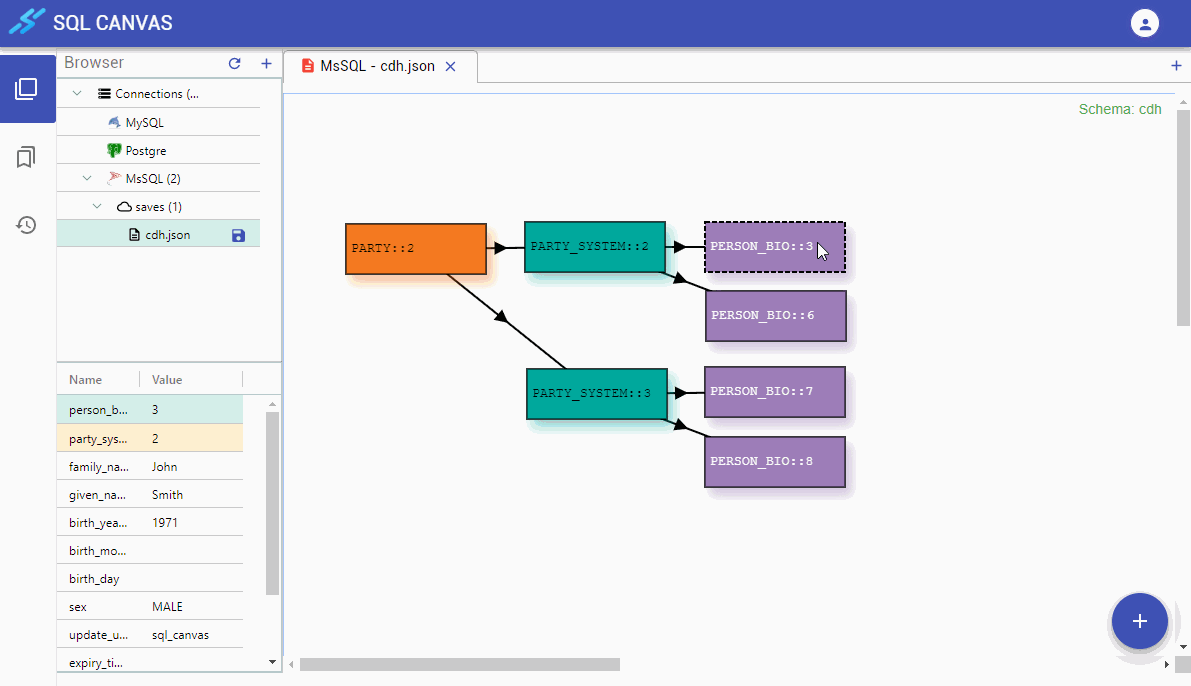 SQL CANVAS
Browser
MsSQL - cdh.json
Connections (...
MySQL
Postgre
MsSQL (2)
saves (1)
cdh.json
Schema: cdh
PARTY::2
PARTY_SYSTEM::2
PERSON_BIO::3
PERSON_BIO::6
PARTY_SYSTEM::3
PERSON_BIO::7
PERSON_BIO::8
Name Value
person_b... 3
party_sys... 2
family_na... John
given_na... Smith
birth_yea... 1971
birth_mo...
birth_day
sex MALE
update_u... sql_canvas
expiry_ti...